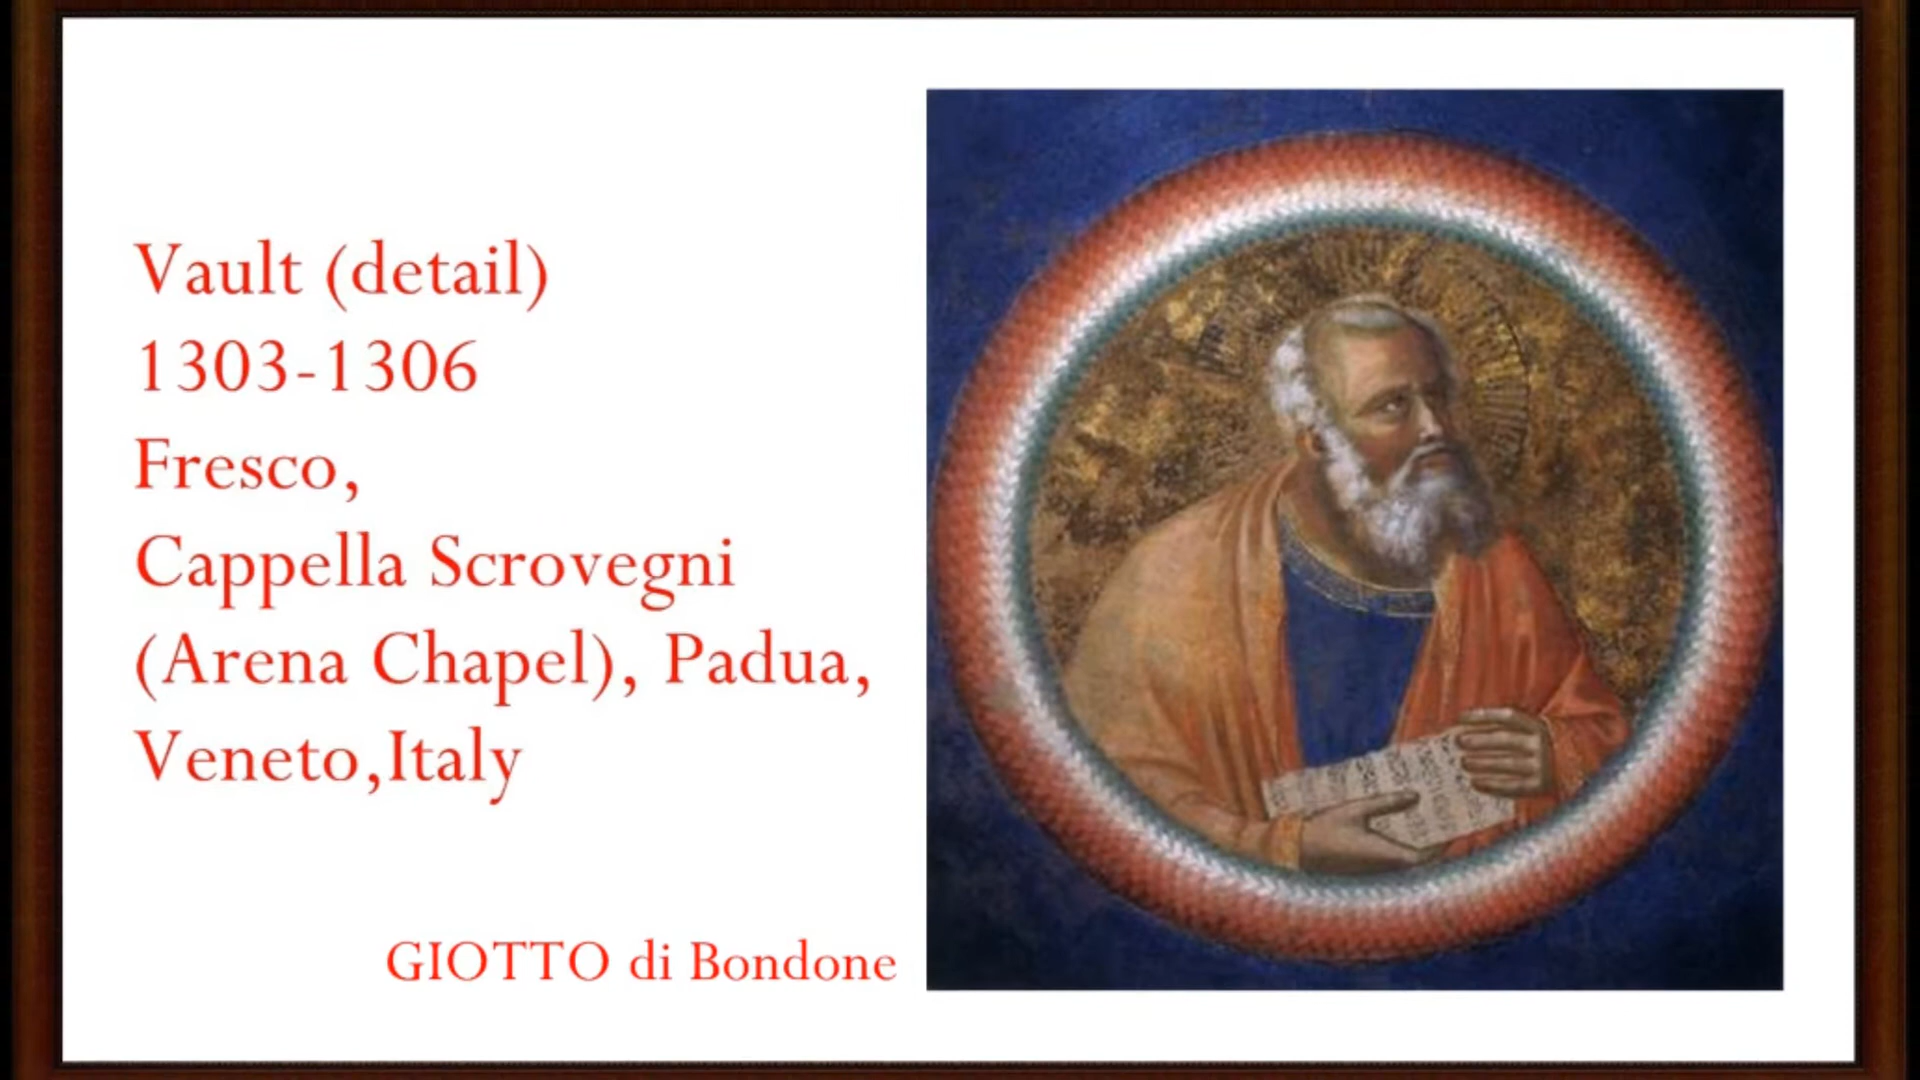 Vault (detail)
1303-1306
Fresco,
Cappella Scrovegni
(Arena Chapel), Padua,
Veneto,Italy
GIOTTO di Bondone